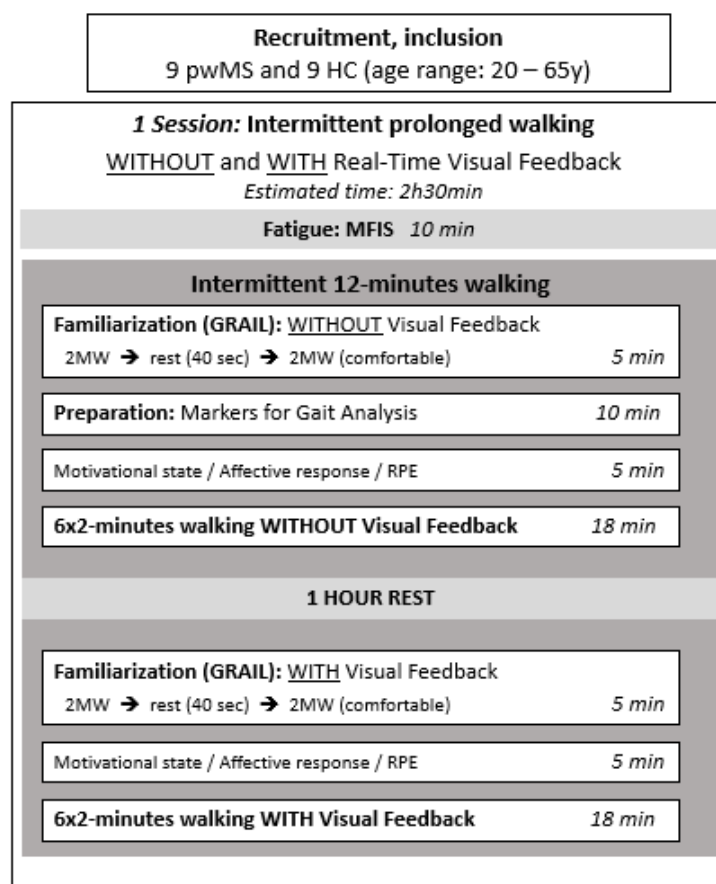 Recruitment, inclusion
9 pwMS and 9 HC (age range: 20 – 65y)
1 Session: Intermittent prolonged walking
WITHOUT and WITH Real-Time Visual Feedback
Estimated time: 2h30min
Fatigue: MFIS 10 min
Intermittent 12-minutes walking
Familiarization (GRAIL): WITHOUT Visual Feedback
2MW → rest (40 sec) → 2MW (comfortable) 5 min
Preparation: Markers for Gait Analysis 10 min
Motivational state / Affective response / RPE 5 min
6x2-minutes walking WITHOUT Visual Feedback 18 min
1 HOUR REST
Familiarization (GRAIL): WITH Visual Feedback
2MW → rest (40 sec) → 2MW (comfortable) 5 min
Motivational state / Affective response / RPE 5 min
6x2-minutes walking WITH Visual Feedback 18 min